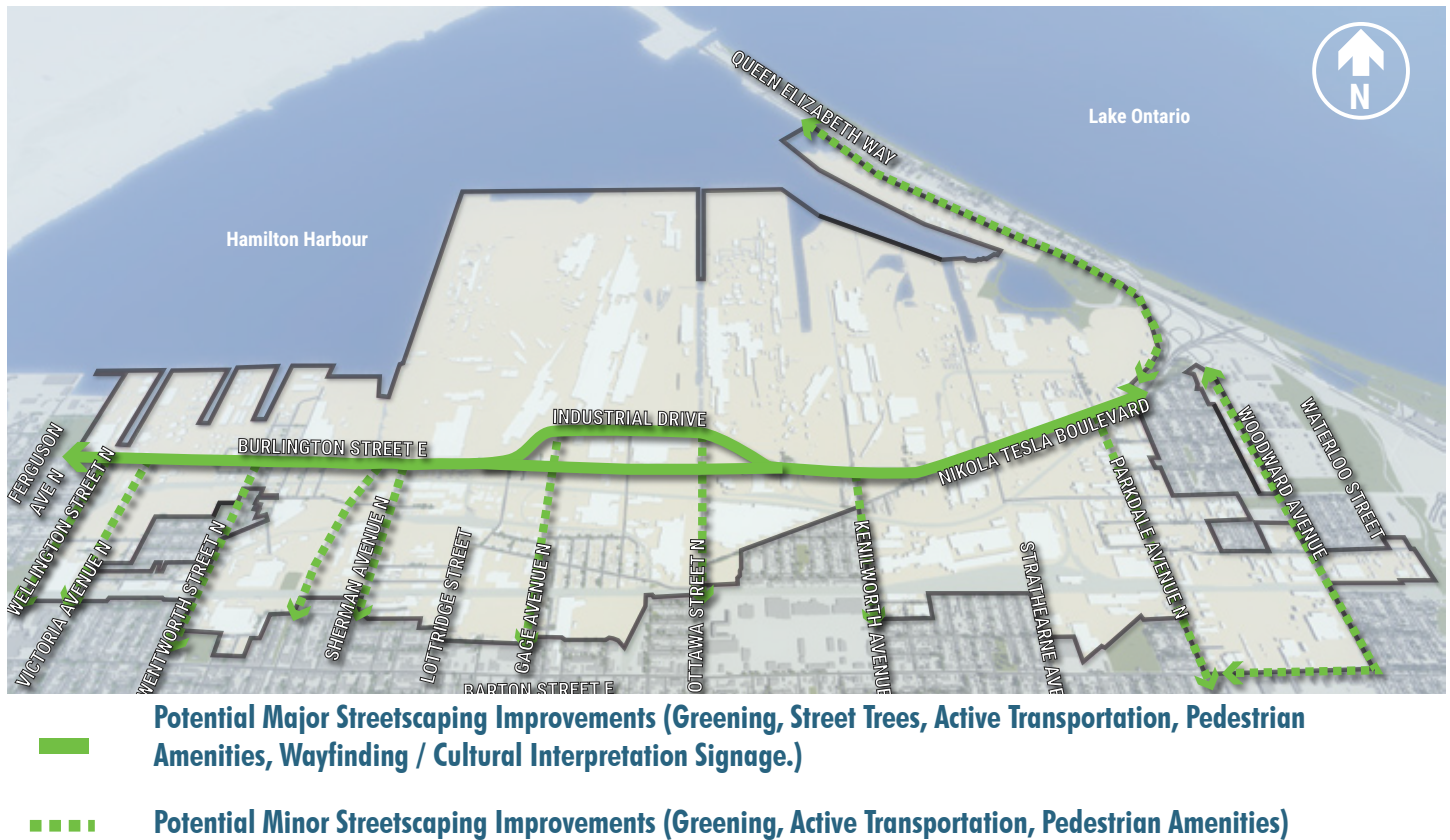 QUEEN ELIZABETH WAY
N
Lake Ontario
Hamilton Harbour
INDUSTRIAL DRIVE
BURLINGTON STREET E
NIKOLA TESLA BOULEVARD
FERGUSON
AVE N
WELLINGTON STREET N
VICTORIA AVENUE N
WENTWORTH STREET N
SHERMAN AVENUE N
LOTTRIDGE STREET
GAGE AVENUE N
OTTAWA STREET N
KENILWORTH AVENUE
STRATHEARNE AVE
PARKDALE AVENUE N
WOODWARD AVENUE
WATERLOO STREET
BARTON STREET E
Potential Major Streetscaping Improvements (Greening, Street Trees, Active Transportation, Pedestrian
Amenities, Wayfinding / Cultural Interpretation Signage.)
Potential Minor Streetscaping Improvements (Greening, Active Transportation, Pedestrian Amenities)